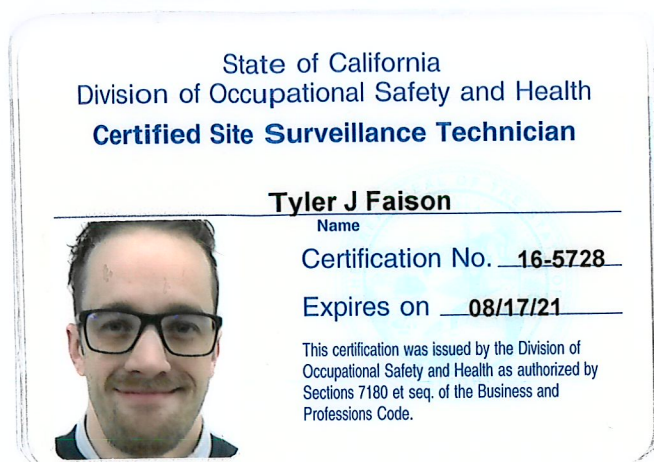 State of California
Division of Occupational Safety and Health
Certified Site Surveillance Technician
Tyler J Faison
Name
Certification No. 16-5728
Expires on 08/17/21
This certification was issued by the Division of
Occupational Safety and Health as authorized by
Sections 7180 et seq. of the Business and
Professions Code.